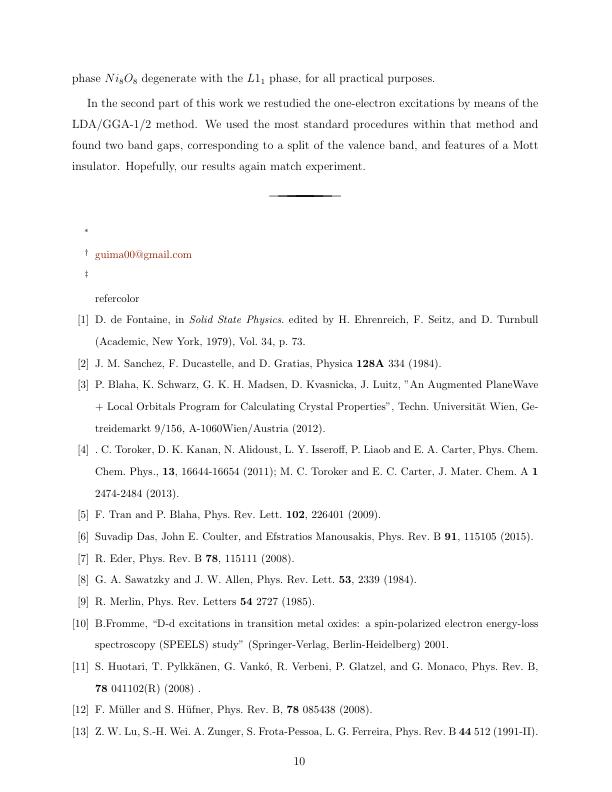 phase Ni₈O₈ degenerate with the L1₁ phase, for all practical purposes.
In the second part of this work we restudied the one-electron excitations by means of the
LDA/GGA-1/2 method. We used the most standard procedures within that method and
found two band gaps, corresponding to a split of the valence band, and features of a Mott
insulator. Hopefully, our results again match experiment.
*
† guima00@gmail.com
‡
refercolor
[1] D. de Fontaine, in Solid State Physics. edited by H. Ehrenreich, F. Seitz, and D. Turnbull
(Academic, New York, 1979), Vol. 34, p. 73.
[2] J. M. Sanchez, F. Ducastelle, and D. Gratias, Physica 128A 334 (1984).
[3] P. Blaha, K. Schwarz, G. K. H. Madsen, D. Kvasnicka, J. Luitz, ”An Augmented PlaneWave
+ Local Orbitals Program for Calculating Crystal Properties”, Techn. Universität Wien, Ge-
treidemarkt 9/156, A-1060Wien/Austria (2012).
[4] . C. Toroker, D. K. Kanan, N. Alidoust, L. Y. Isseroff, P. Liaob and E. A. Carter, Phys. Chem.
Chem. Phys., 13, 16644-16654 (2011); M. C. Toroker and E. C. Carter, J. Mater. Chem. A 1
2474-2484 (2013).
[5] F. Tran and P. Blaha, Phys. Rev. Lett. 102, 226401 (2009).
[6] Suvadip Das, John E. Coulter, and Efstratios Manousakis, Phys. Rev. B 91, 115105 (2015).
[7] R. Eder, Phys. Rev. B 78, 115111 (2008).
[8] G. A. Sawatzky and J. W. Allen, Phys. Rev. Lett. 53, 2339 (1984).
[9] R. Merlin, Phys. Rev. Letters 54 2727 (1985).
[10] B.Fromme, “D-d excitations in transition metal oxides: a spin-polarized electron energy-loss
spectroscopy (SPEELS) study” (Springer-Verlag, Berlin-Heidelberg) 2001.
[11] S. Huotari, T. Pylkkänen, G. Vankó, R. Verbeni, P. Glatzel, and G. Monaco, Phys. Rev. B,
78 041102(R) (2008) .
[12] F. Müller and S. Hüfner, Phys. Rev. B, 78 085438 (2008).
[13] Z. W. Lu, S.-H. Wei. A. Zunger, S. Frota-Pessoa, L. G. Ferreira, Phys. Rev. B 44 512 (1991-II).
10